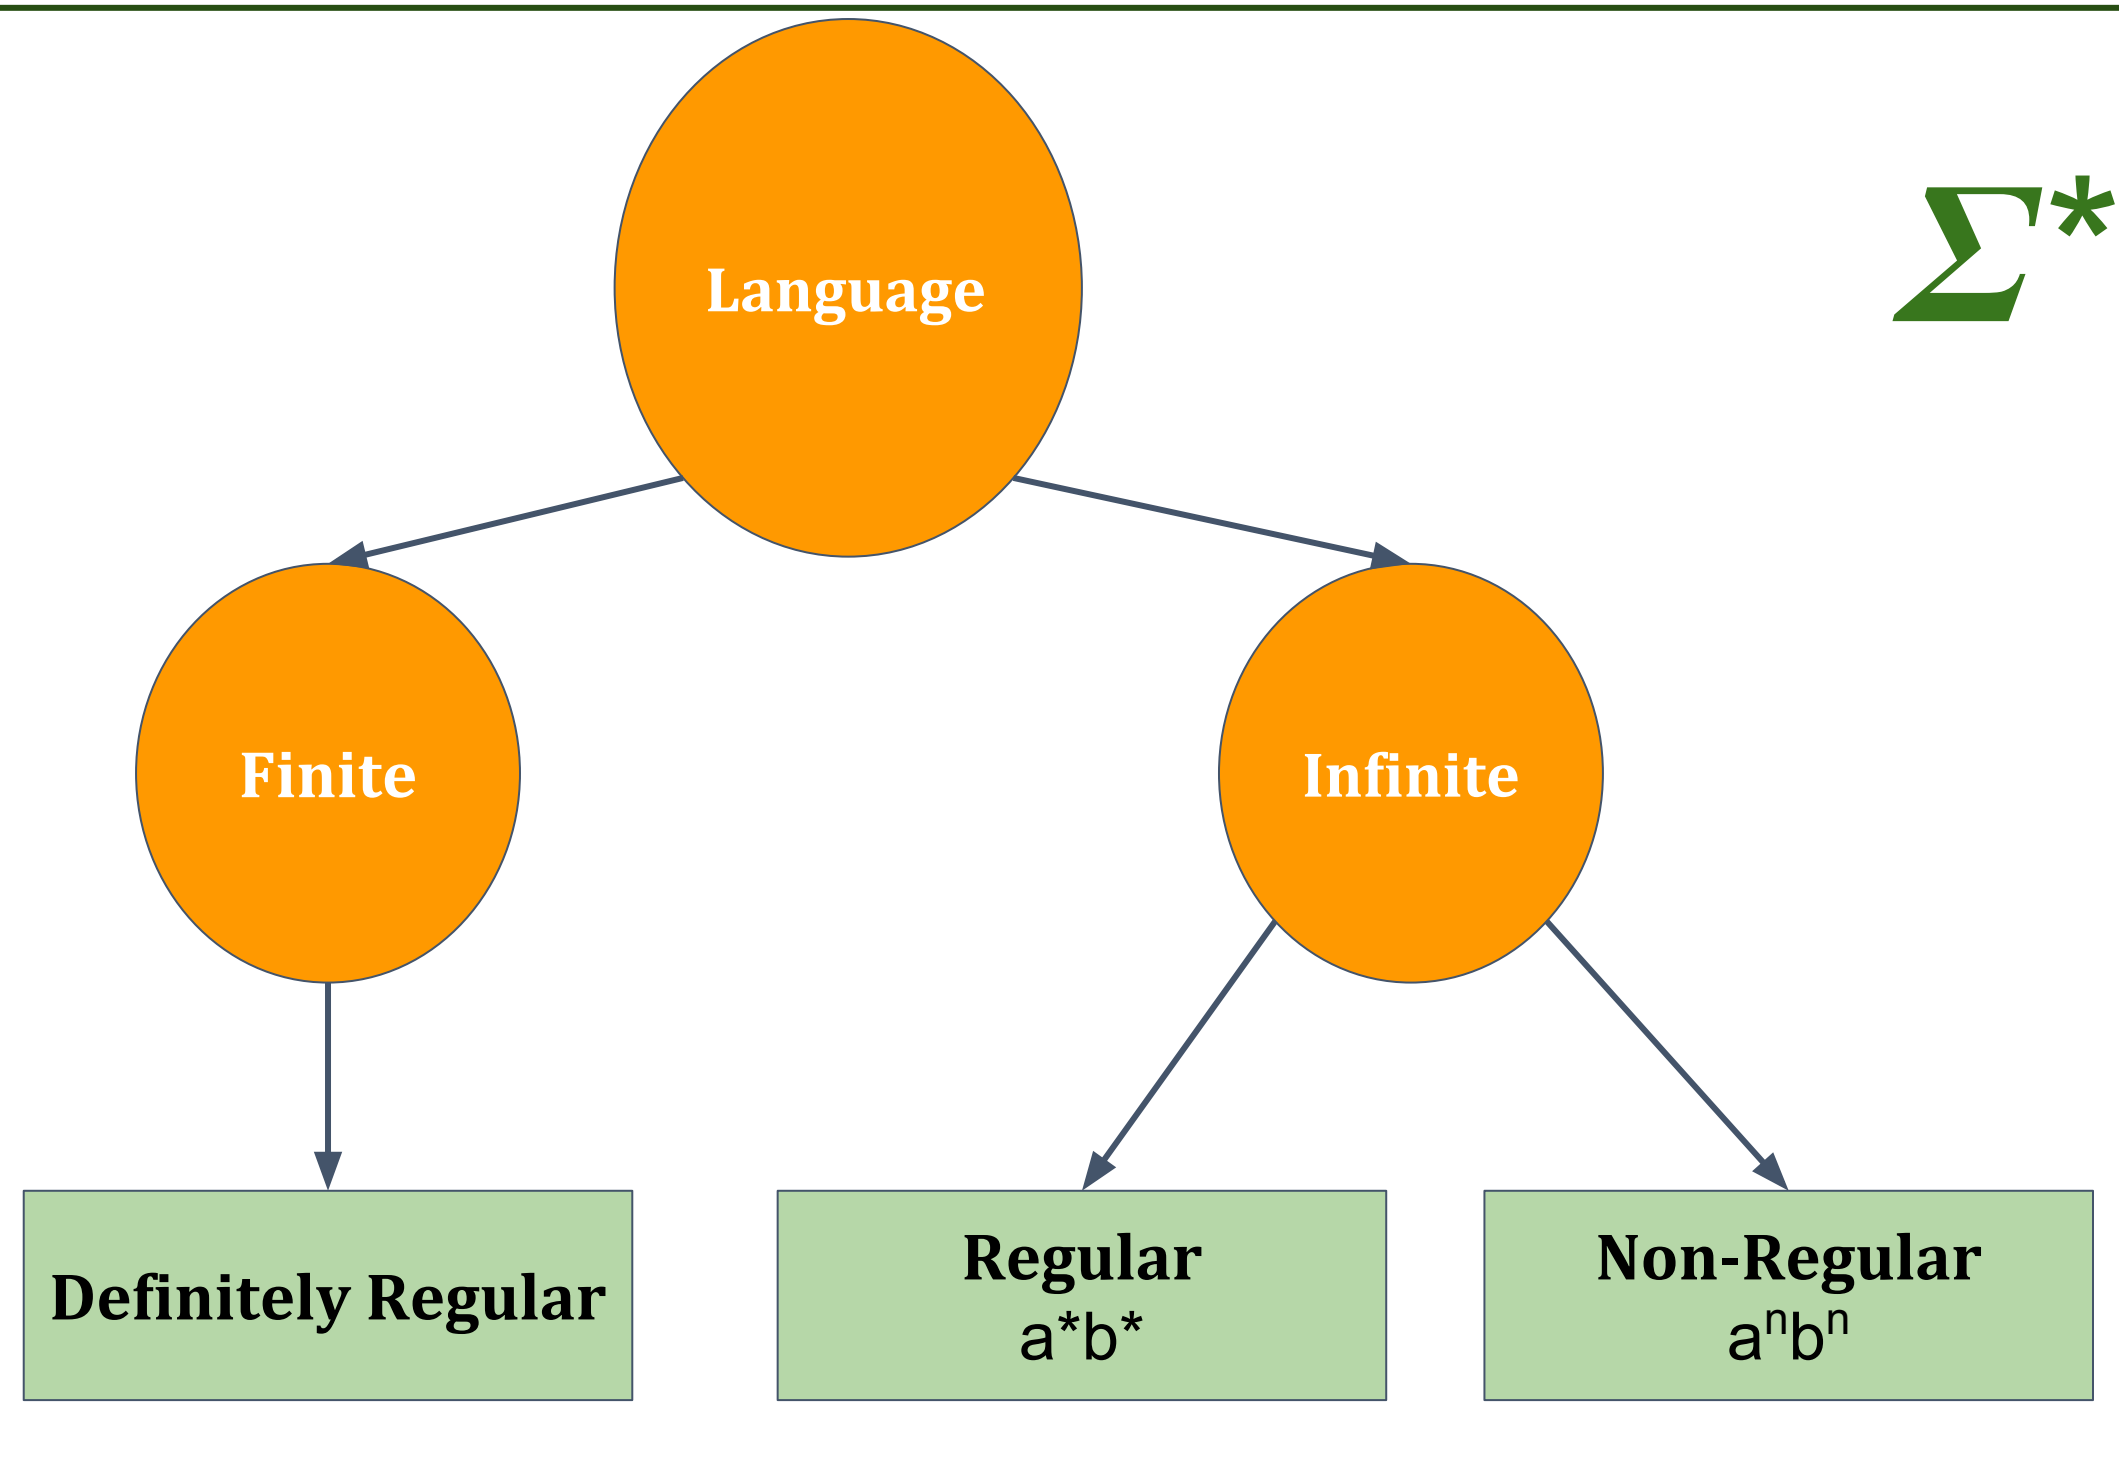 Σ*
Language
Finite
Infinite
Definitely Regular
Regular
a*b*
Non-Regular
aⁿbⁿ